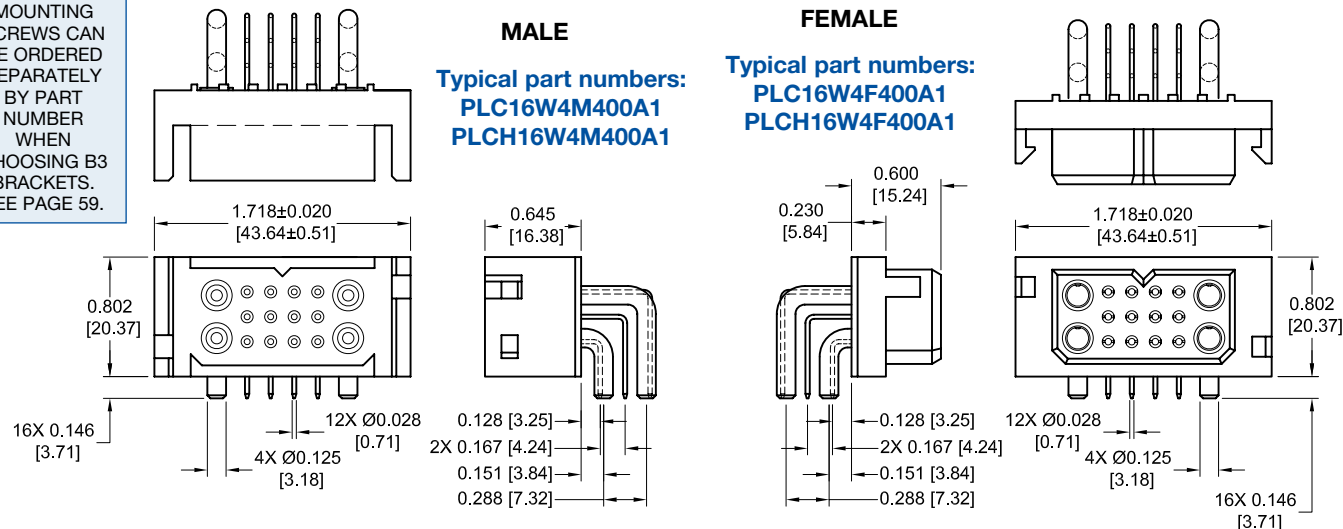 MOUNTING
CAN
ORDERED
BY PART
NUMBER
WHEN
B3
BRACKETS.
PAGE 59.
MALE
Typical part numbers:
PLC16W4M400A1
PLCH16W4M400A1
FEMALE
Typical part numbers:
PLC16W4F400A1
PLCH16W4F400A1
1.718±0.020
[43.64±0.51]
0.802
[20.37]
16X 0.146
[3.71]
12X Ø0.028
[0.71]
4X Ø0.125
[3.18]
0.645
[16.38]
0.128 [3.25]
2X 0.167 [4.24]
0.151 [3.84]
0.288 [7.32]
0.600
[15.24]
0.230
[5.84]
0.128 [3.25]
2X 0.167 [4.24]
0.151 [3.84]
0.288 [7.32]
1.718±0.020
[43.64±0.51]
0.802
[20.37]
12X Ø0.028
[0.71]
4X Ø0.125
[3.18]
16X 0.146
[3.71]